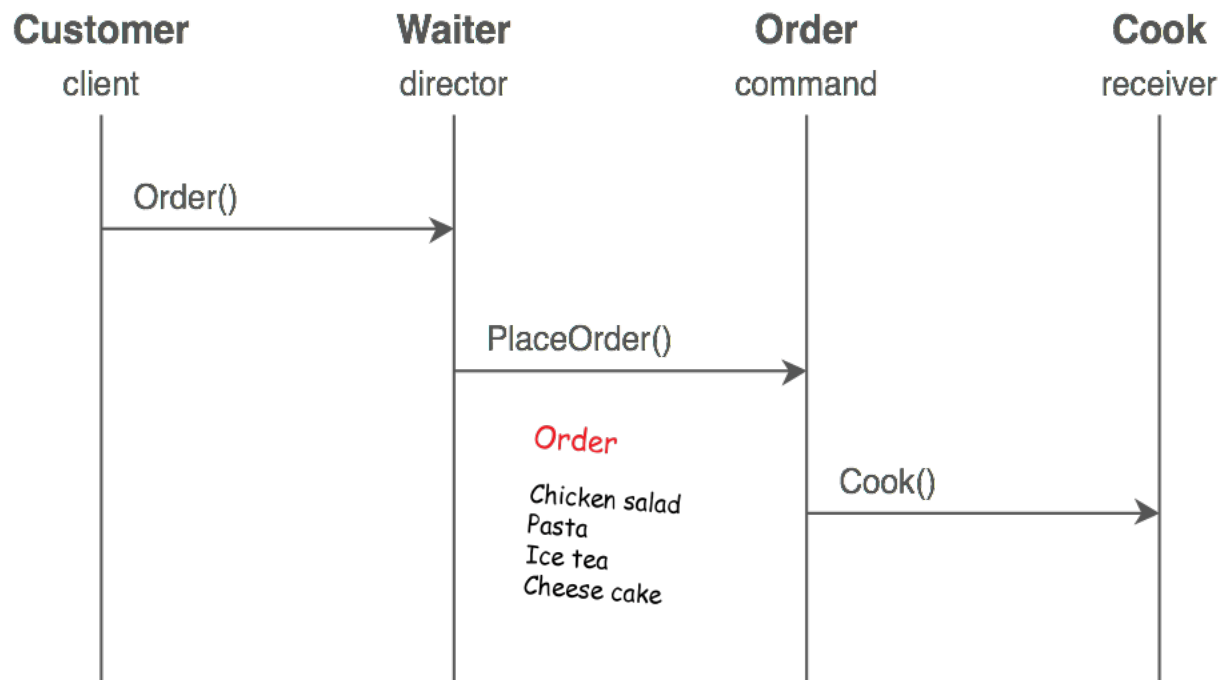 Customer Waiter Order Cook
client director command receiver
Order()
PlaceOrder()
Order
Cook()
Chicken salad
Pasta
Ice tea
Cheese cake